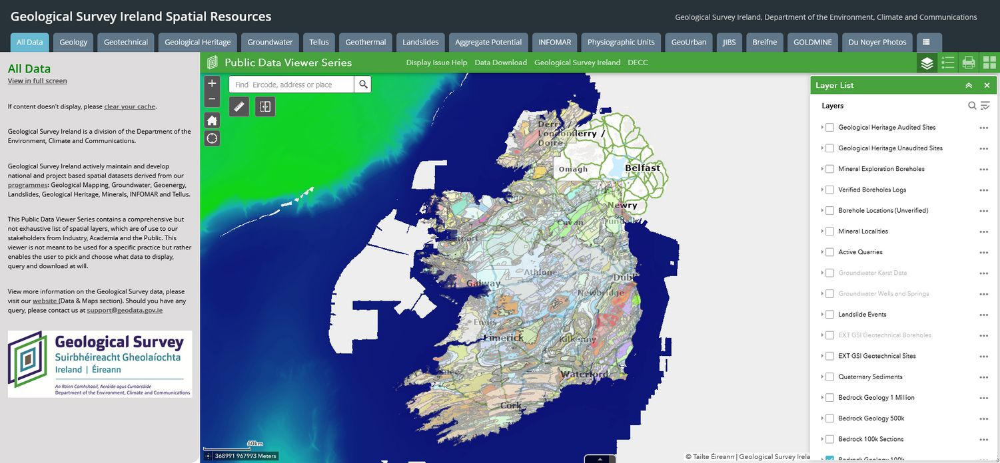 Geological Survey Ireland Spatial Resources
Geological Survey Ireland, Department of the Environment, Climate and Communications
All Data
Geology
Geotechnical
Geological Heritage
Groundwater
Tellus
Geothermal
Landslides
Aggregate Potential
INFOMAR
Physiographic Units
GeoUrban
JIBS
Breifne
GOLDMINE
Du Noyer Photos
All Data
View in full screen
If content doesn't display, please clear your cache.
Geological Survey Ireland is a division of the Department of the
Environment, Climate and Communications.
Geological Survey Ireland actively maintain and develop
national and project based spatial datasets derived from our
programmes: Geological Mapping, Groundwater, Geoenergy,
Landslides, Geological Heritage, Minerals, INFOMAR and Tellus.
This Public Data Viewer Series contains a comprehensive but
not exhaustive list of spatial layers, which are of use to our
stakeholders from Industry, Academia and the Public. This
viewer is not meant to be used for a specific practice but rather
enables the user to pick and choose what data to display,
query and download at will.
View more information on the Geological Survey data, please
visit our website (Data & Maps section). Should you have any
query, please contact us at support@geodata.gov.ie
Geological Survey
Suirbhéireacht Gheolaíochta
Ireland | Éireann
An Roinn Comhshaoil, Aeráide agus Cumarsáide
Department of the Environment, Climate and Communications
Public Data Viewer Series
Display Issue Help
Data Download
Geological Survey Ireland
DECC
+
Find Eircode, address or place
−
Derry /
Londonderry /
Doire
Omagh
Belfast
Newry
Cavan
Dundalk
Athlone
Galway
Newbridge
Ennis
Limerick
Kilkenny
Waterford
Cork
60km
368991 967993 Meters
© Tailte Éireann | Geological Survey Irela
Layer List
Layers
Geological Heritage Audited Sites
Geological Heritage Unaudited Sites
Mineral Exploration Boreholes
Verified Boreholes Logs
Borehole Locations (Unverified)
Mineral Localities
Active Quarries
Groundwater Karst Data
Groundwater Wells and Springs
Landslide Events
EXT GSI Geotechnical Boreholes
EXT GSI Geotechnical Sites
Quaternary Sediments
Bedrock Geology 1 Million
Bedrock Geology 500k
Bedrock 100k Sections
Bedrock Geology 100k